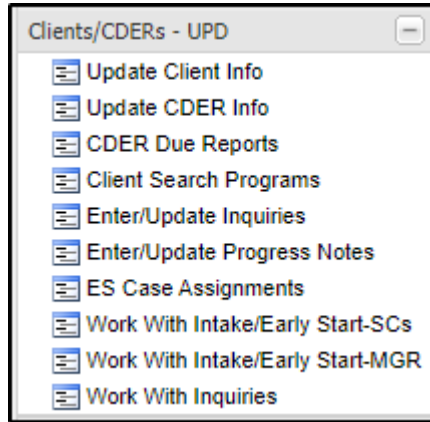 Clients/CDERs - UPD
Update Client Info
Update CDER Info
CDER Due Reports
Client Search Programs
Enter/Update Inquiries
Enter/Update Progress Notes
ES Case Assignments
Work With Intake/Early Start-SCs
Work With Intake/Early Start-MGR
Work With Inquiries